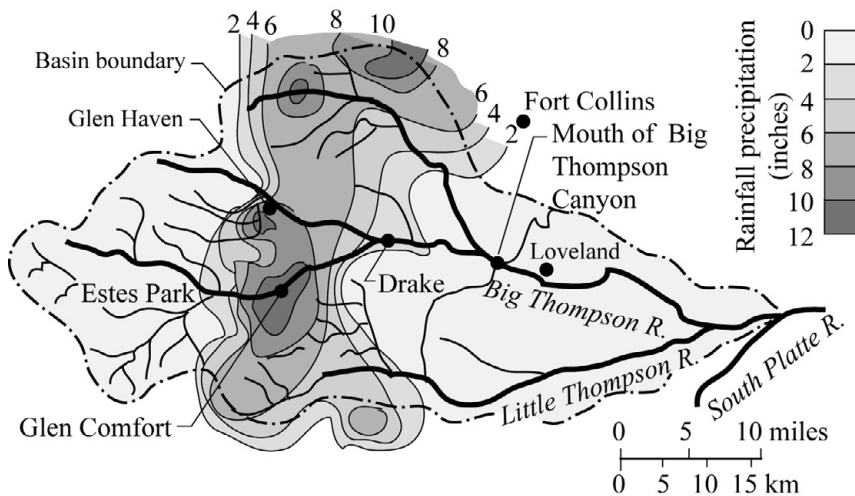 2 4 6 8 10 8
Basin boundary
Glen Haven
6
4
2
Fort Collins
Mouth of Big
Thompson
Canyon
Rainfall precipitation
(inches)
0
2
4
6
8
10
12
Estes Park
Drake
Loveland
Big Thompson R.
Glen Comfort
Little Thompson R.
South Platte R.
0 6 10 miles
0 5 10 15 km